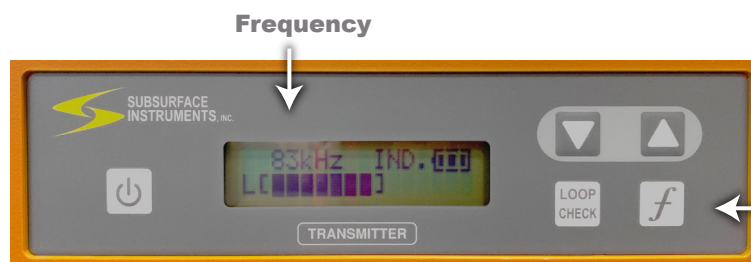 Frequency
SUBSURFACE
INSTRUMENTS, INC.
83kHz IND.
L[ ]
LOOP
CHECK
f
TRANSMITTER